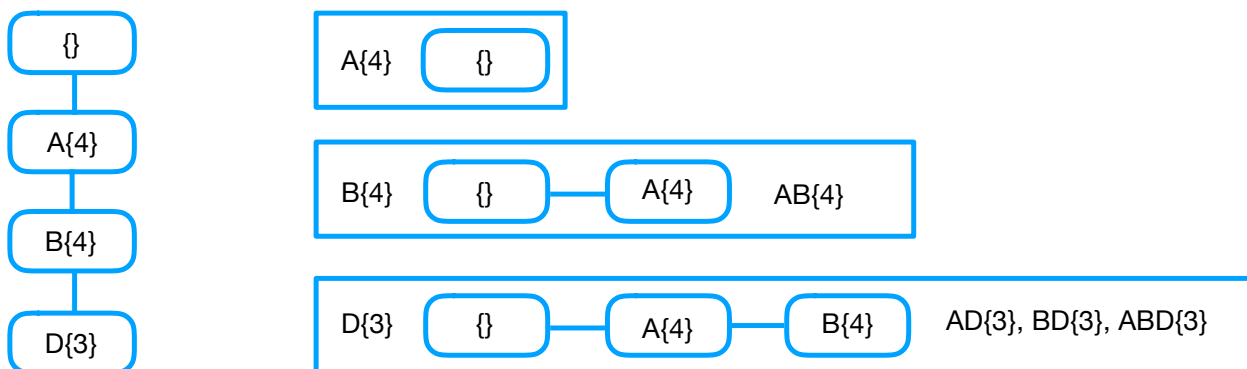 {}
A{4}
B{4}
D{3}
A{4} {}
B{4} {} A{4} AB{4}
D{3} {} A{4} B{4} AD{3}, BD{3}, ABD{3}